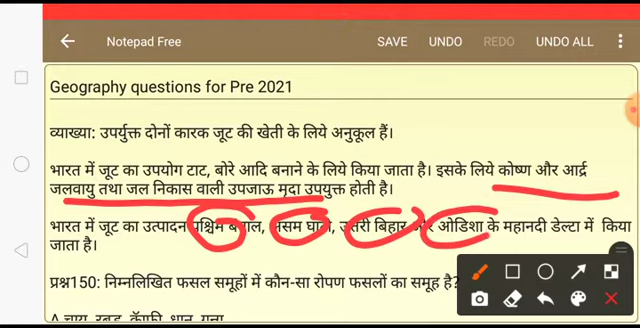 Notepad Free SAVE UNDO REDO UNDO ALL
Geography questions for Pre 2021
व्याख्या: उपर्युक्त दोनों कारक जूट की खेती के लिये अनुकूल हैं।
भारत में जूट का उपयोग टाट, बोरे आदि बनाने के लिये किया जाता है। इसके लिये कोष्ण और आर्द्र
जलवायु तथा जल निकास वाली उपजाऊ मृदा उपयुक्त होती है।
भारत में जूट का उत्पादन पश्चिम बंगाल, असम घाटी, उत्तरी बिहार और ओडिशा के महानदी डेल्टा में किया
जाता है।
प्रश्न150: निम्नलिखित फसल समूहों में कौन-सा रोपण फसलों का समूह है?
A चाय, रबड़, कॅाफी, धान, गन्ना